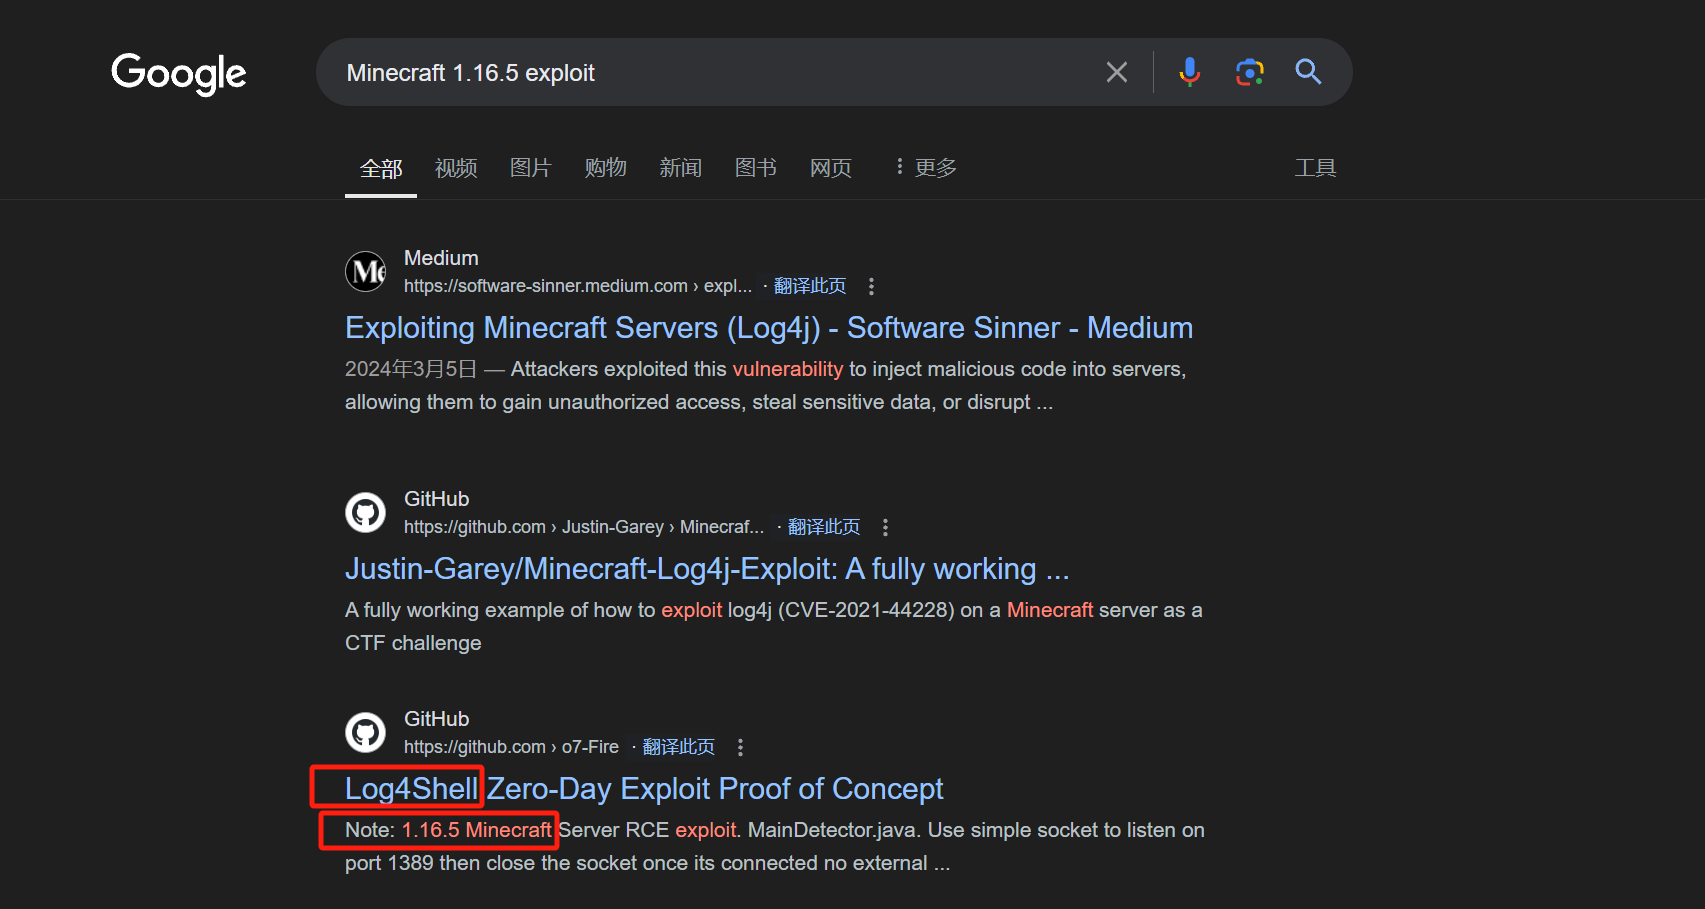 Google
Minecraft 1.16.5 exploit
全部 视频 图片 购物 新闻 图书 网页 更多 工具
Me
Medium
https://software-sinner.medium.com › expl... · 翻译此页
Exploiting Minecraft Servers (Log4j) - Software Sinner - Medium
2024年3月5日 — Attackers exploited this vulnerability to inject malicious code into servers,
allowing them to gain unauthorized access, steal sensitive data, or disrupt ...
GitHub
https://github.com › Justin-Garey › Minecraf... · 翻译此页
Justin-Garey/Minecraft-Log4j-Exploit: A fully working ...
A fully working example of how to exploit log4j (CVE-2021-44228) on a Minecraft server as a
CTF challenge
GitHub
https://github.com › o7-Fire · 翻译此页
Log4Shell Zero-Day Exploit Proof of Concept
Note: 1.16.5 Minecraft Server RCE exploit. MainDetector.java. Use simple socket to listen on
port 1389 then close the socket once its connected no external ...